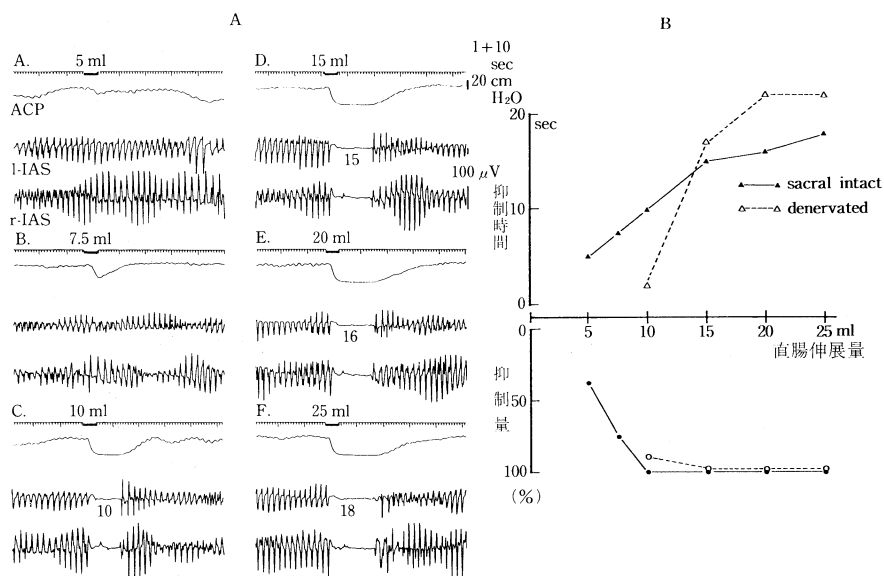 A
A. 5 ml
ACP
l-IAS
r-IAS
B. 7.5 ml
C. 10 ml
10
D. 15 ml
1+10
sec
20 cm
H₂O
15
100 μV
E. 20 ml
16
F. 25 ml
18
B
20
sec
10
0
抑制時間
sacral intact
denervated
5 10 15 20 25 ml
直腸伸展量
0
50
100
(%)
抑制量